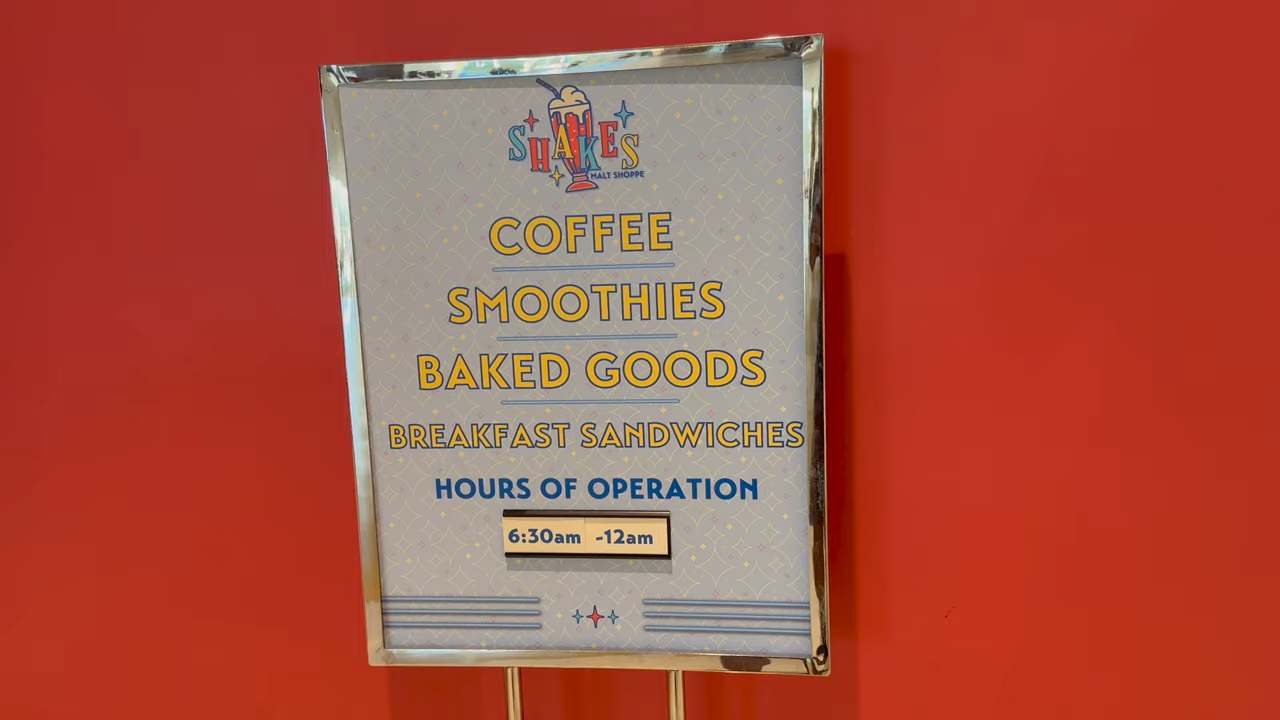 SHAKES
MALT SHOPPE
COFFEE
SMOOTHIES
BAKED GOODS
BREAKFAST SANDWICHES
HOURS OF OPERATION
6:30am -12am